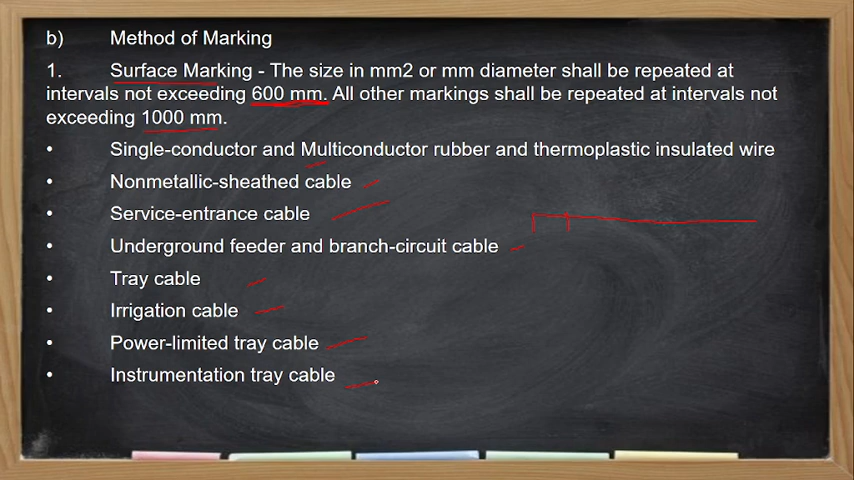 b) Method of Marking
1. Surface Marking - The size in mm2 or mm diameter shall be repeated at
intervals not exceeding 600 mm. All other markings shall be repeated at intervals not
exceeding 1000 mm.
• Single-conductor and Multiconductor rubber and thermoplastic insulated wire
• Nonmetallic-sheathed cable
• Service-entrance cable
• Underground feeder and branch-circuit cable
• Tray cable
• Irrigation cable
• Power-limited tray cable
• Instrumentation tray cable